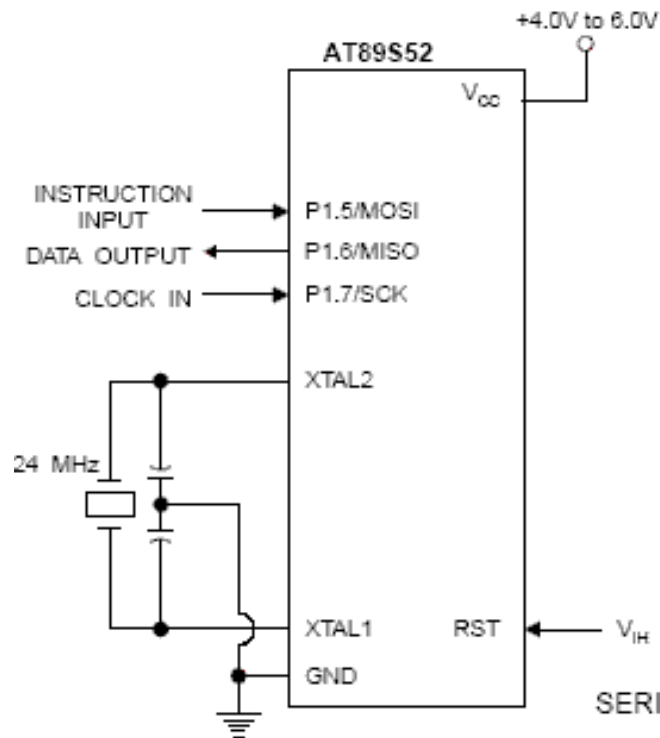 +4.0V to 6.0V
AT89S52
VCC
INSTRUCTION
INPUT
P1.5/MOSI
DATA OUTPUT
P1.6/MISO
CLOCK IN
P1.7/SCK
XTAL2
24 MHz
XTAL1
RST
VIH
GND
SERI